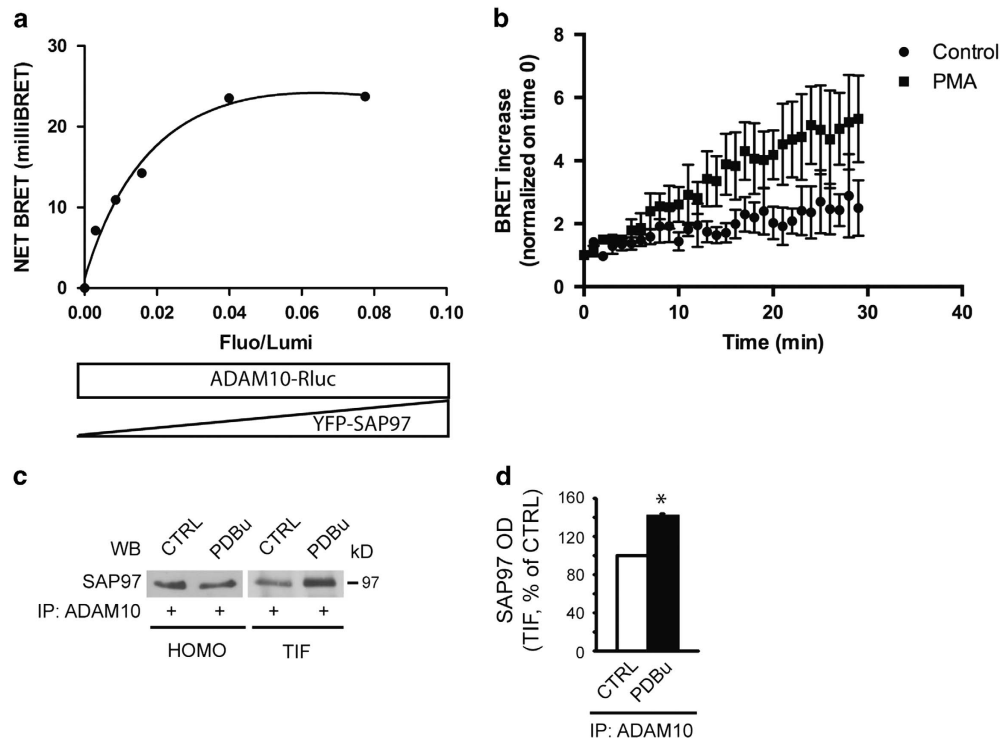 a
NET BRET (milliBRET)
30
20
10
0
0.00 0.02 0.04 0.06 0.08 0.10
Fluo/Lumi
ADAM10-Rluc
YFP-SAP97
b
BRET increase
(normalized on time 0)
8
6
4
2
0
0 10 20 30 40
Time (min)
Control
PMA
c
WB CTRL PDBu CTRL PDBu kD
SAP97 97
IP: ADAM10 + + + +
HOMO TIF
d
SAP97 OD
(TIF, % of CTRL)
160
120
80
40
0
*
CTRL PDBu
IP: ADAM10